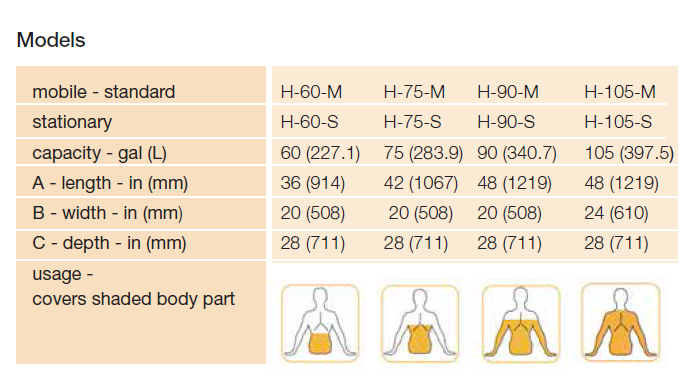 Models
mobile - standard H-60-M H-75-M H-90-M H-105-M
stationary H-60-S H-75-S H-90-S H-105-S
capacity - gal (L) 60 (227.1) 75 (283.9) 90 (340.7) 105 (397.5)
A - length - in (mm) 36 (914) 42 (1067) 48 (1219) 48 (1219)
B - width - in (mm) 20 (508) 20 (508) 20 (508) 24 (610)
C - depth - in (mm) 28 (711) 28 (711) 28 (711) 28 (711)
usage -
covers shaded body part